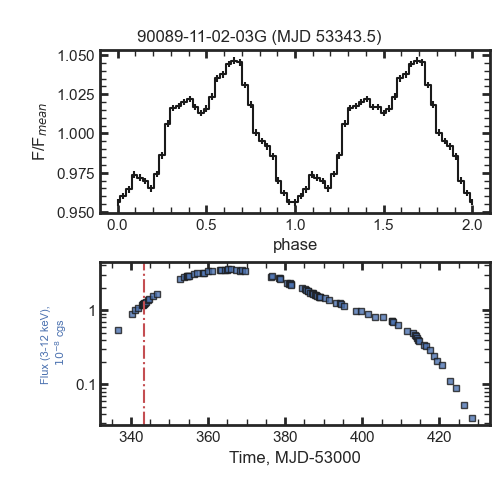 90089-11-02-03G (MJD 53343.5)
F/F_mean
1.050
1.025
1.000
0.975
0.950
0.0 0.5 1.0 1.5 2.0
phase
Flux (3-12 keV),
10⁻⁸ cgs
1
0.1
340 360 380 400 420
Time, MJD-53000